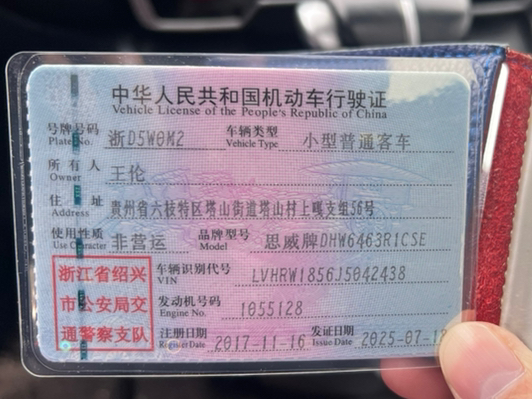 中华人民共和国机动车行驶证
Vehicle License of the People's Republic of China
号牌号码 浙D5W0M2 车辆类型 小型普通客车
Plate No. Vehicle Type
所有人 王伦
Owner
住址 贵州省六枝特区塔山街道塔山村上嘎支组56号
Address
使用性质 非营运 品牌型号 思威牌DHW6463R1CSE
Use Character Model
浙江省绍兴 车辆识别代号 LVHRW1856J5042438
VIN
市公安局交 发动机号码 1055128
Engine No.
通警察支队 注册日期 2017-11-16 发证日期 2025-07-1
Register Date Issue Date